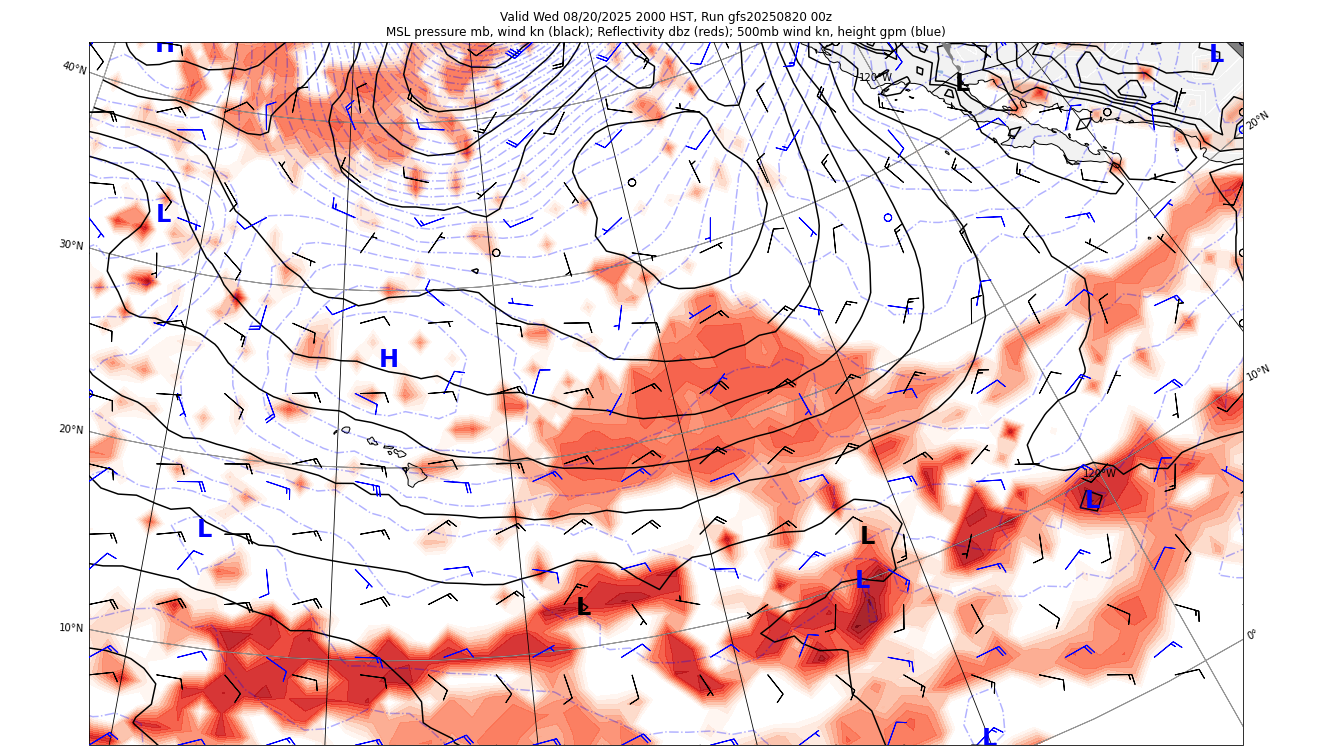 Valid Wed 08/20/2025 2000 HST, Run gfs20250820 00z
MSL pressure mb, wind kn (black); Reflectivity dbz (reds); 500mb wind kn, height gpm (blue)
H
L
40°N
120°W
L
20°N
L
30°N
H
10°N
20°N
120°W
L
L
L
L
10°N
L
0°
L